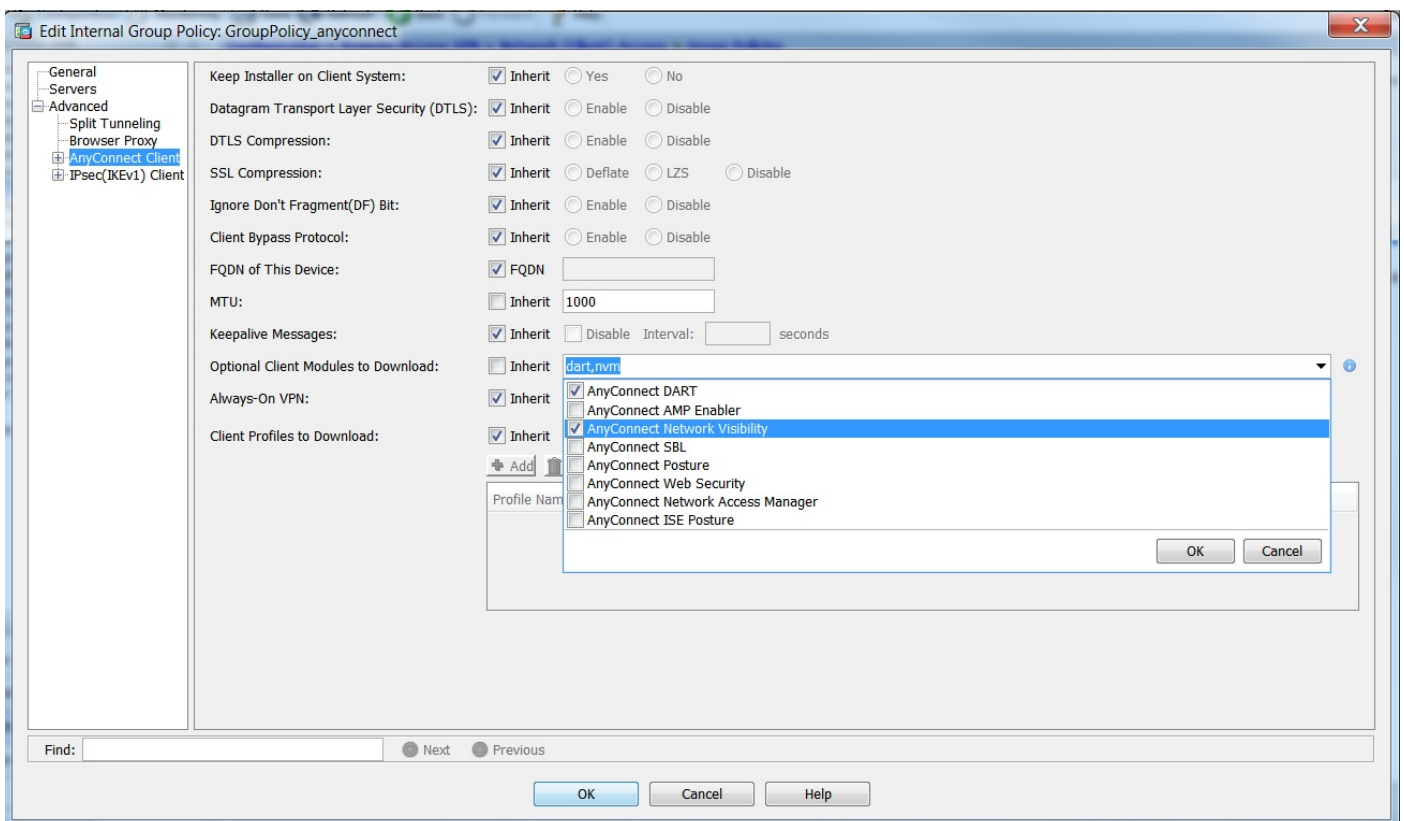 Edit Internal Group Policy: GroupPolicy_anyconnect
General
Servers
Advanced
Split Tunneling
Browser Proxy
AnyConnect Client
IPsec(IKEv1) Client
Keep Installer on Client System: Inherit Yes No
Datagram Transport Layer Security (DTLS): Inherit Enable Disable
DTLS Compression: Inherit Enable Disable
SSL Compression: Inherit Deflate LZS Disable
Ignore Don't Fragment(DF) Bit: Inherit Enable Disable
Client Bypass Protocol: Inherit Enable Disable
FQDN of This Device: FQDN
MTU: Inherit 1000
Keepalive Messages: Inherit Disable Interval: seconds
Optional Client Modules to Download: Inherit dart,nvm
Always-On VPN: Inherit
Client Profiles to Download: Inherit
AnyConnect DART
AnyConnect AMP Enabler
AnyConnect Network Visibility
AnyConnect SBL
AnyConnect Posture
AnyConnect Web Security
AnyConnect Network Access Manager
AnyConnect ISE Posture
Add
Profile Nam
OK Cancel
Find: Next Previous
OK Cancel Help